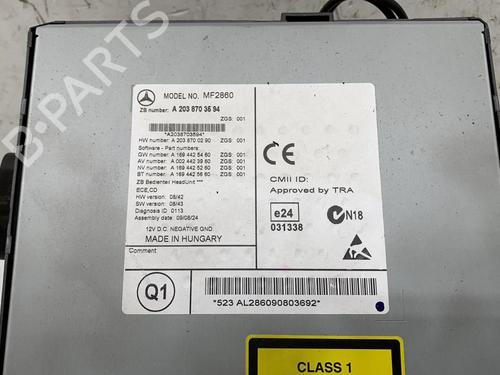 MODEL NO. MF2860
ZB number: A 203 870 35 94 ZGS: 001
*A2038703594*
HW number: A 203 870 02 90 ZGS: 001
Software - Part numbers:
GW number A 169 442 54 60 ZGS: 001
AV number A 002 442 39 60 ZGS: 001
NV number A 169 442 52 60 ZGS: 001
BT number A 169 442 56 60 ZGS: 001
ZB Bedienteil Headunit ***
ECE,CD
HW version: 08/42
SW version: 08/43
Diagnosis ID: 0113
Assembly date: 09/08/24
12V D.C. NEGATIVE GND
MADE IN HUNGARY
Comment:
Q1
CE
CMII ID:
Approved by TRA
e24
031338
N18
*523 AL286090803692*
CLASS 1